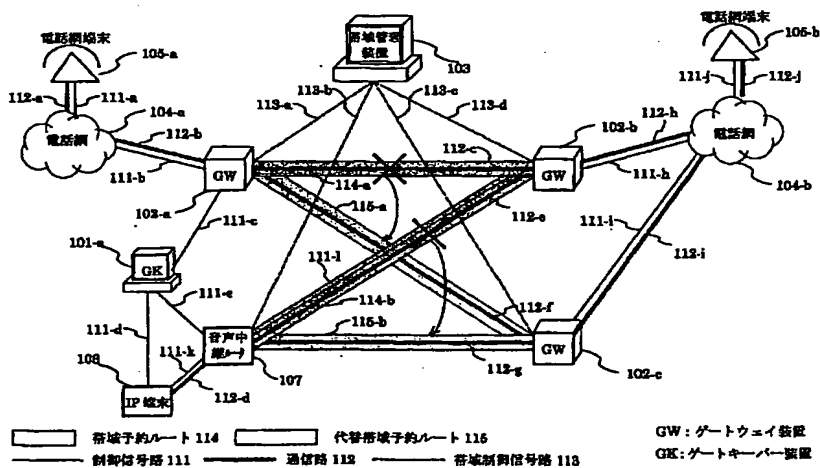 電話網端末
105-a
112-a
111-a
104-a
電話網
112-b
111-b
GW
102-a
111-c
101-a
GK
111-e
111-d
108
IP端末
111-k
112-d
音声中継ルータ
107
帯域管理
装置
103
113-a
113-b
113-c
113-d
112-c
114-a
115-a
112-e
111-l
114-b
115-b
112-f
112-g
102-b
GW
112-h
111-h
電話網端末
105-b
111-j
112-j
電話網
104-b
111-i
112-i
GW
102-c
帯域予約ルート 114
代替帯域予約ルート 115
制御信号路 111
通信路 112
帯域制御信号路 113
GW:ゲートウェイ装置
GK:ゲートキーパー装置